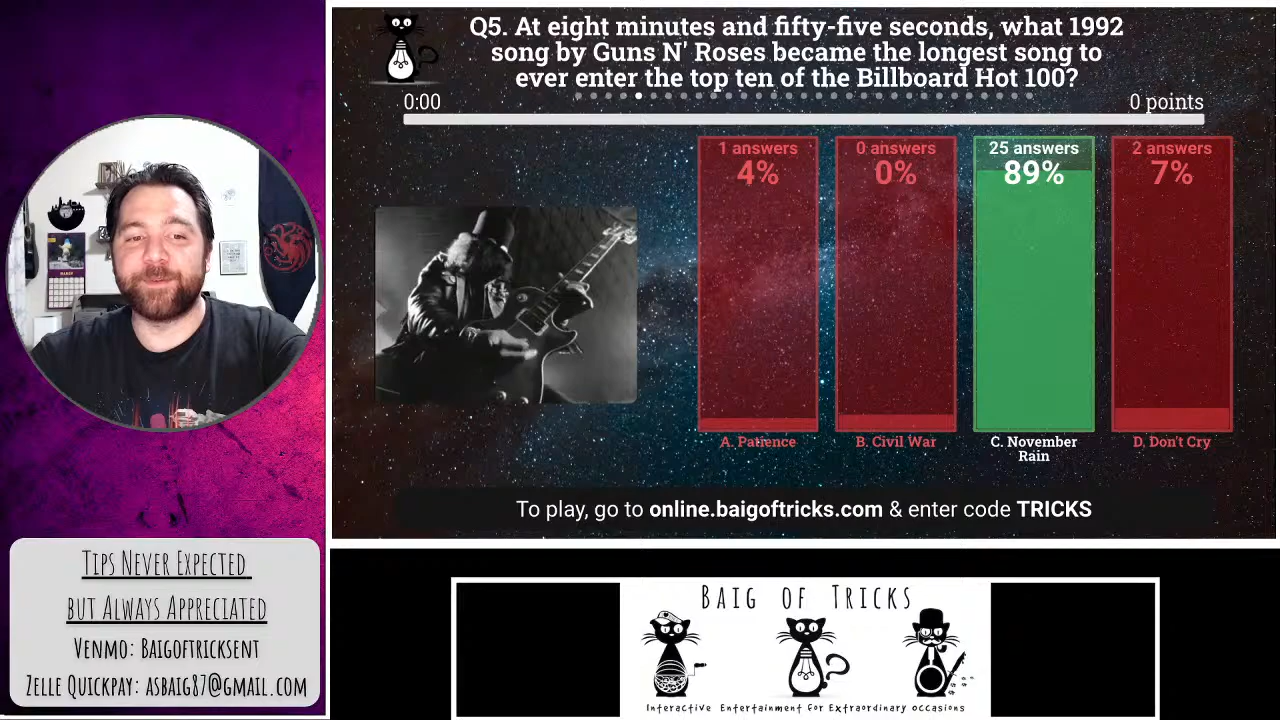 Q5. At eight minutes and fifty-five seconds, what 1992
song by Guns N' Roses became the longest song to
ever enter the top ten of the Billboard Hot 100?
0:00
0 points
1 answers
4%
0 answers
0%
25 answers
89%
2 answers
7%
A. Patience
B. Civil War
C. November
Rain
D. Don't Cry
To play, go to online.baigoftricks.com & enter code TRICKS
Tips Never Expected
but Always Appreciated
Venmo: Baigoftricksent
Zelle Quickpay: asbaig87@gmail.com
Baig of Tricks
Interactive Entertainment for Extraordinary Occasions